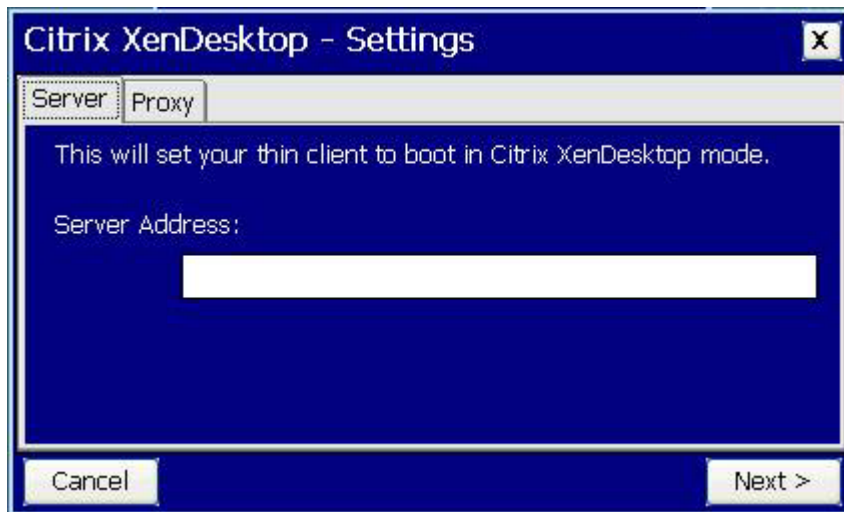 Citrix XenDesktop - Settings
X
Server
Proxy
This will set your thin client to boot in Citrix XenDesktop mode.
Server Address:
Cancel
Next >